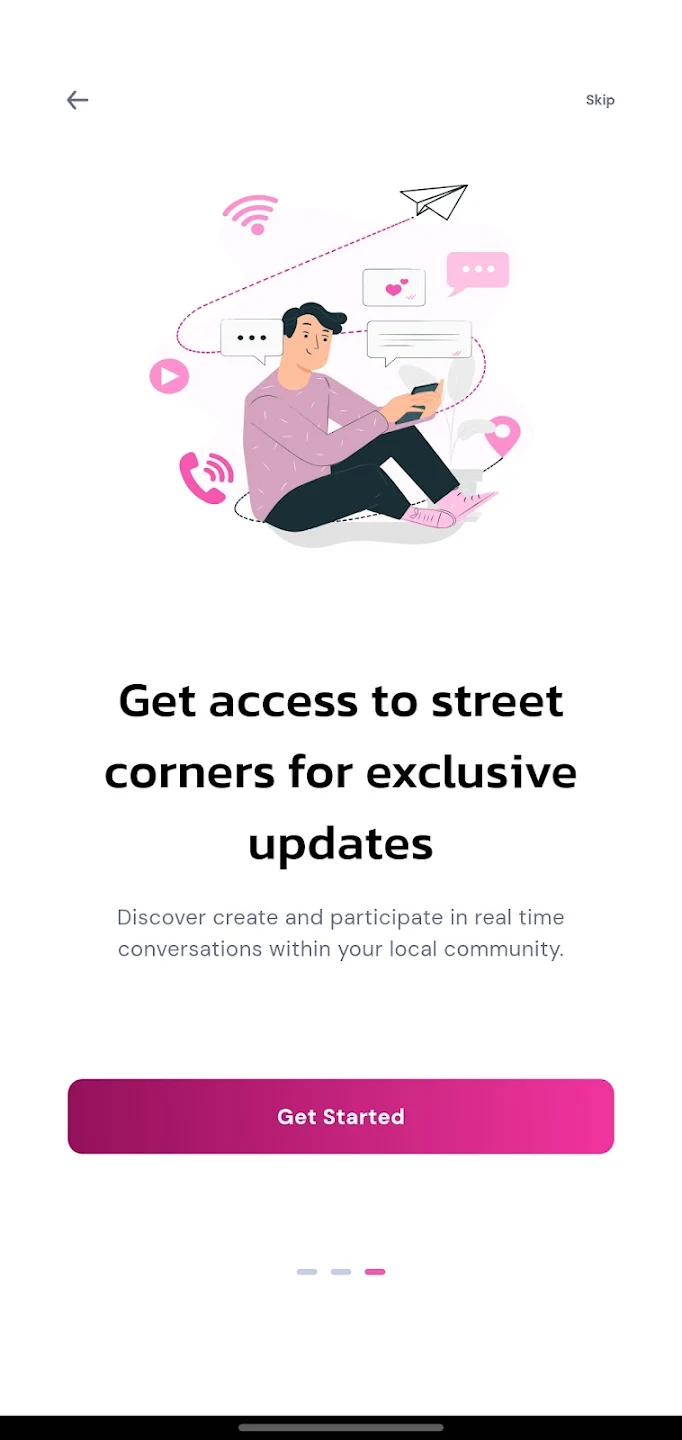 Skip
Get access to street
corners for exclusive
updates
Discover create and participate in real time
conversations within your local community.
Get Started